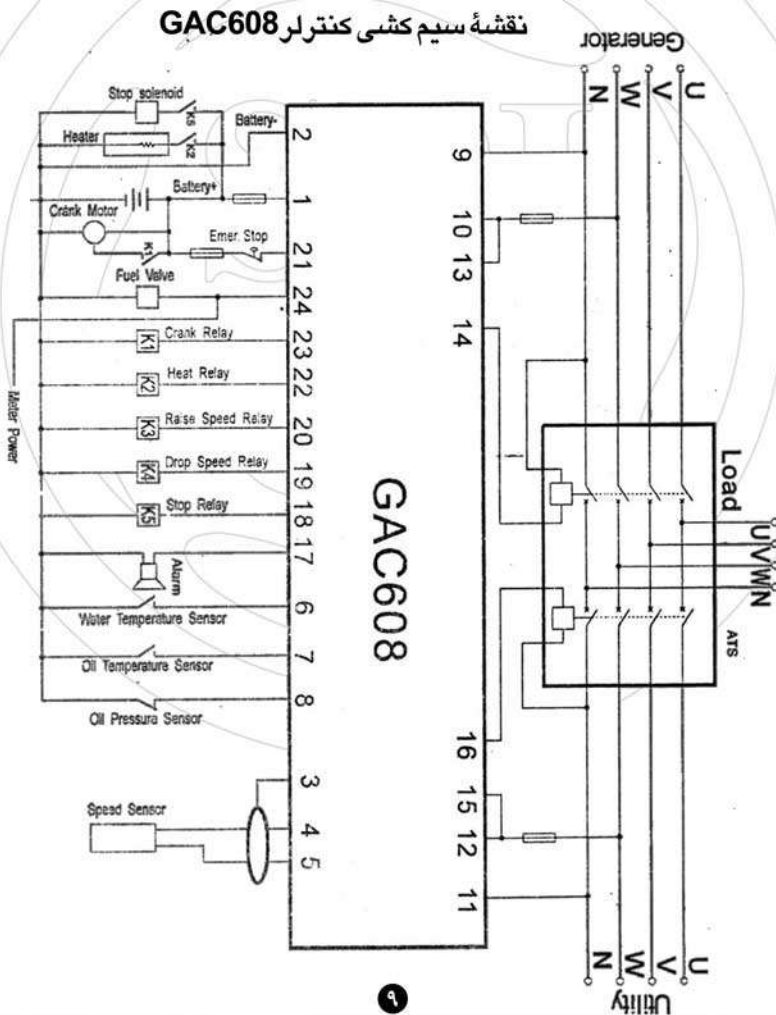 نقشهٔ سیم کشی کنترلر GAC608
Generator
N W V U
Stop solenoid
K5
Battery-
2
Heater
K2
9
Battery+
1
Crank Motor
10
K1
Emer. Stop
21
13
Fuel Valve
24
14
K1
Crank Relay
23
K2
Heat Relay
22
Meter Power
K3
Raise Speed Relay
20
Load
K4
Drop Speed Relay
19
K5
Stop Relay
18
GAC608
U V W N
17
Alarm
Water Temperature Sensor
6
ATS
Oil Temperature Sensor
7
Oil Pressura Sensor
8
16
3
15
Speed Sensor
4
12
5
11
N W V U
Utility
۹